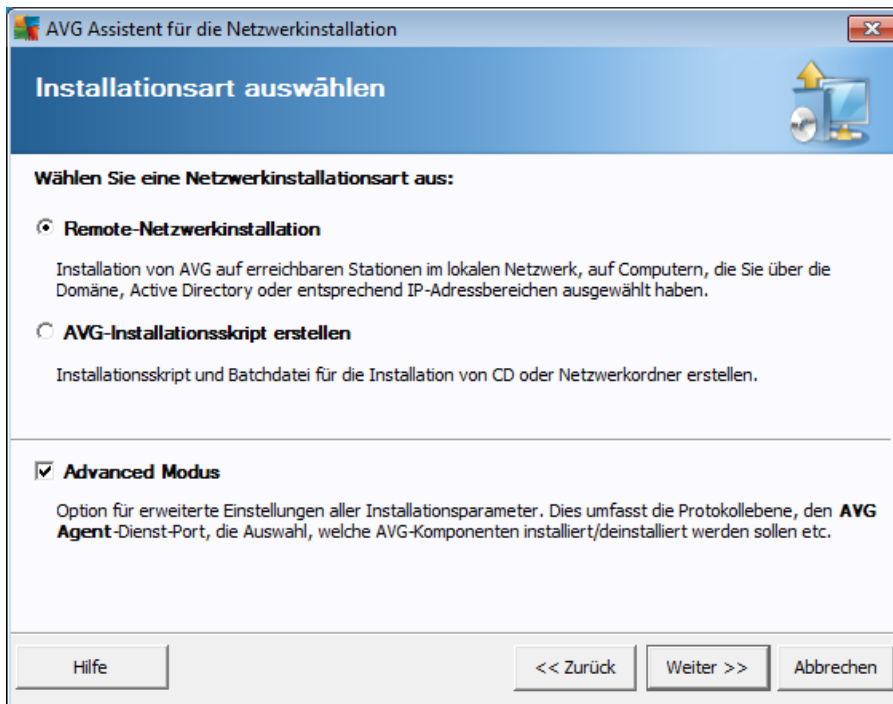 AVG Assistent für die Netzwerkinstallation
Installationsart auswählen
Wählen Sie eine Netzwerkinstallationsart aus:
Remote-Netzwerkinstallation
Installation von AVG auf erreichbaren Stationen im lokalen Netzwerk, auf Computern, die Sie über die
Domäne, Active Directory oder entsprechend IP-Adressbereichen ausgewählt haben.
AVG-Installationsskript erstellen
Installationsskript und Batchdatei für die Installation von CD oder Netzwerkordner erstellen.
Advanced Modus
Option für erweiterte Einstellungen aller Installationsparameter. Dies umfasst die Protokollebene, den AVG
Agent-Dienst-Port, die Auswahl, welche AVG-Komponenten installiert/deinstalliert werden sollen etc.
Hilfe
<< Zurück
Weiter >>
Abbrechen